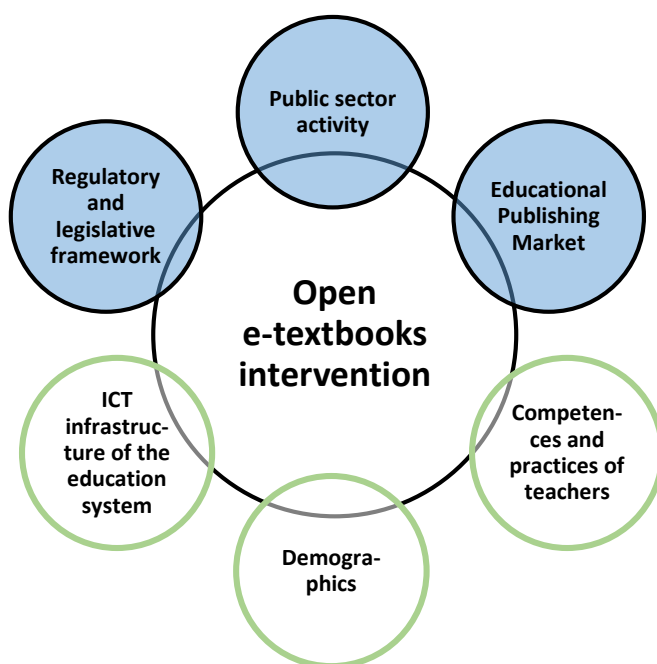 Public sector
activity
Regulatory
and
legislative
framework
Educational
Publishing
Market
Open
e-textbooks
intervention
ICT
infrastruc-
ture of the
education
system
Competen-
ces and
practices of
teachers
Demogra-
phics